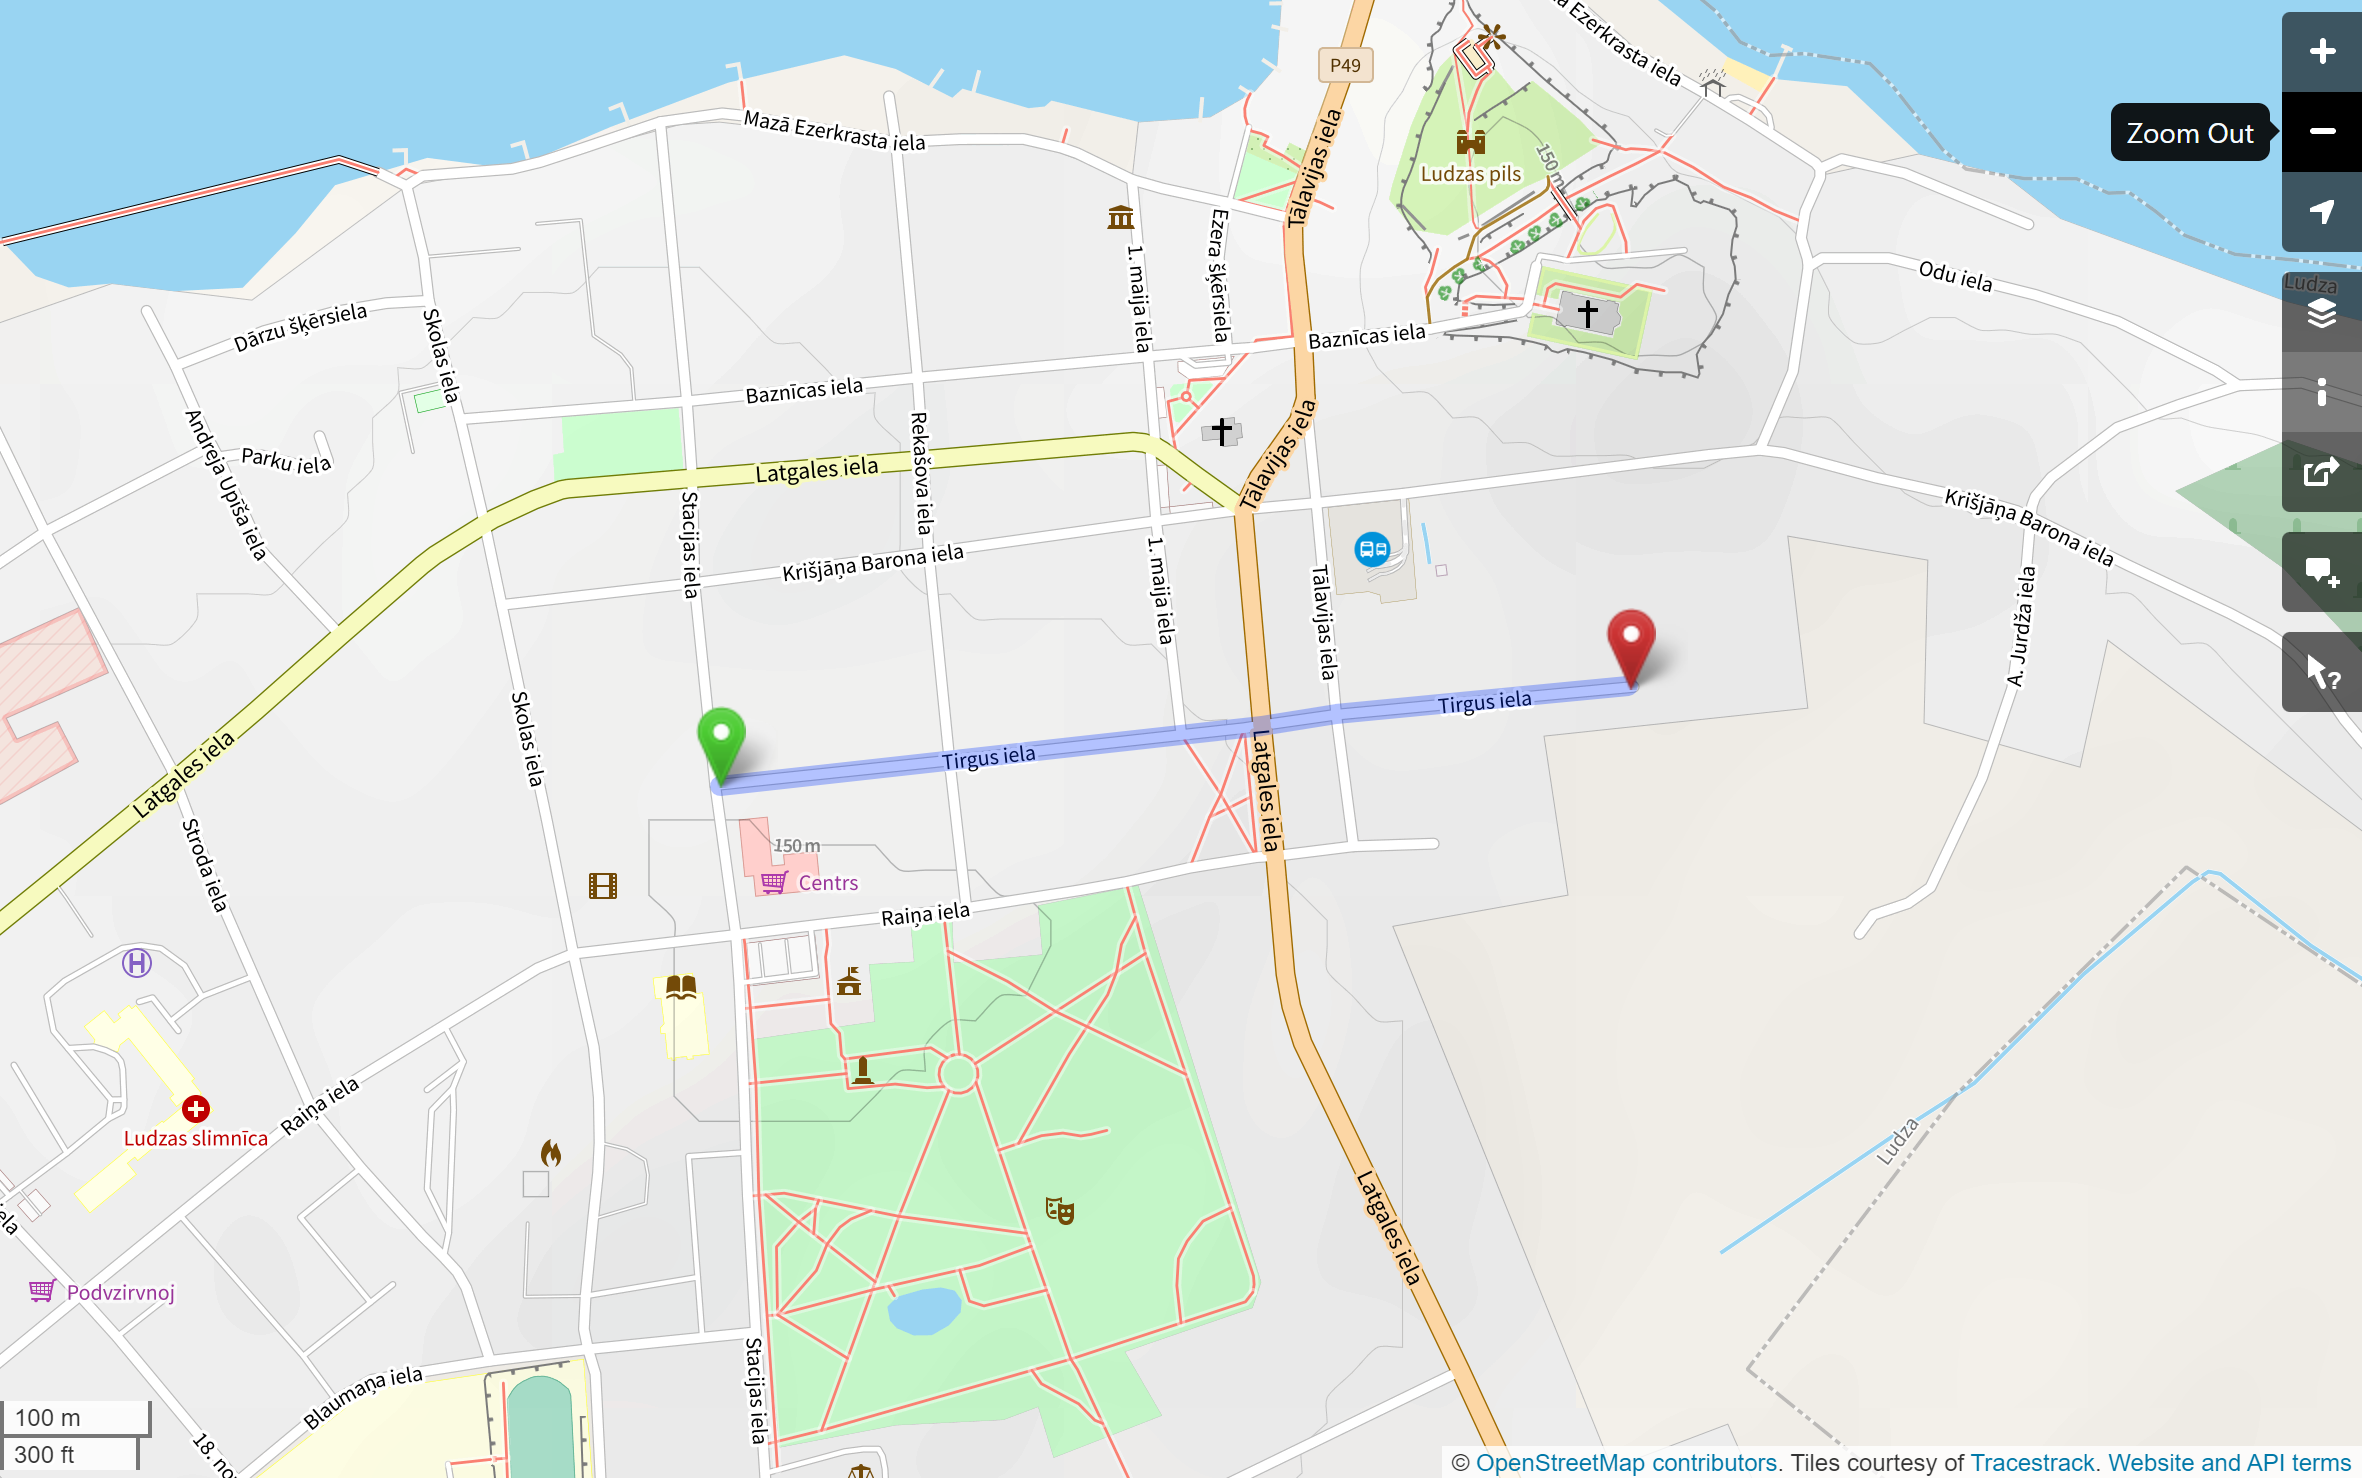 Mazā Ezerkrasta iela
P49
Zoom Out
Mazā Ezerkrasta iela
Tālavijas iela
Ludzas pils
150 m
Ezera šķērsiela
1. maija iela
Odu iela
Ludza
Dārzu šķērsiela
Skolas iela
Baznīcas iela
Baznīcas iela
Andreja Upīša iela
Parku iela
Latgales iela
Rekašova iela
Tālavijas iela
Stacijas iela
Krišjāņa Barona iela
Krišjāņa Barona iela
1. maija iela
Tālavijas iela
A. Jurdža iela
Skolas iela
Tirgus iela
Tirgus iela
Latgales iela
Latgales iela
Stroda iela
150 m
Centrs
Raiņa iela
H
Raiņa iela
Ludzas slimnīca
Ludza
Latgales iela
iela
Podvzirvnoj
Stacijas iela
Blaumaņa iela
18. no
100 m
300 ft
© OpenStreetMap contributors. Tiles courtesy of Tracestrack. Website and API terms